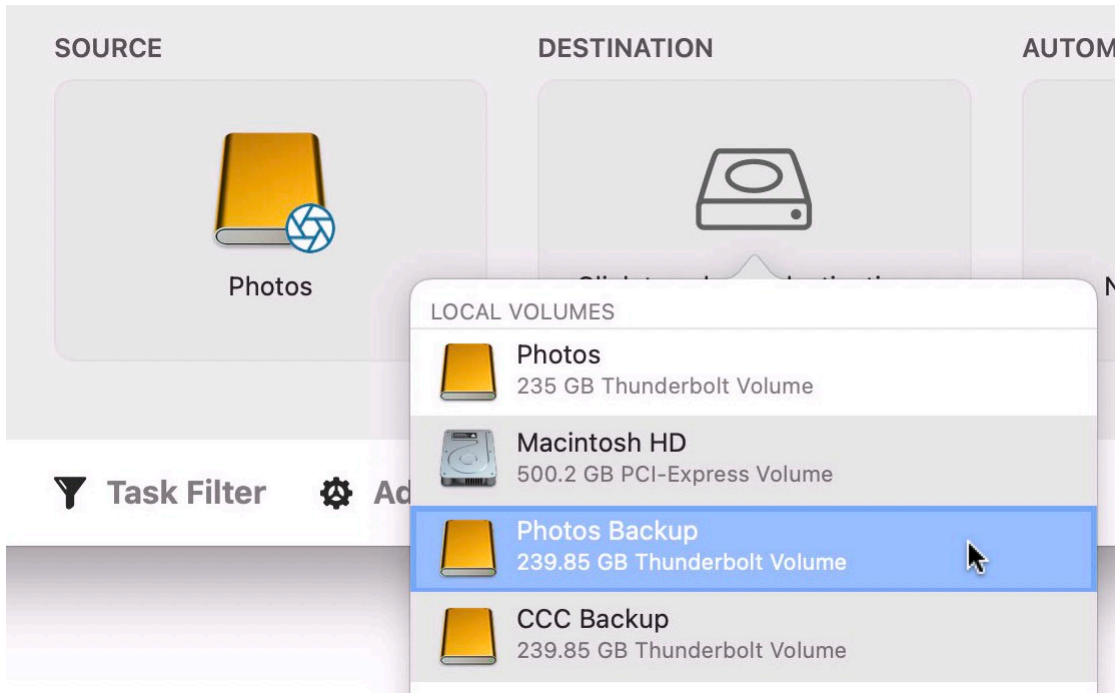 SOURCE
DESTINATION
AUTOM
Photos
N
LOCAL VOLUMES
Photos
235 GB Thunderbolt Volume
Macintosh HD
500.2 GB PCI-Express Volume
Task Filter
Ad
Photos Backup
239.85 GB Thunderbolt Volume
CCC Backup
239.85 GB Thunderbolt Volume